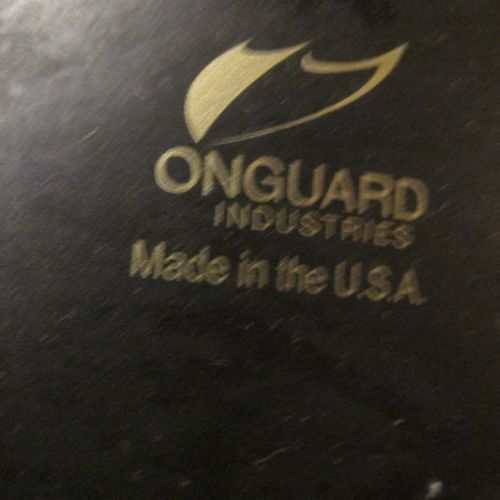 ONGUARD
INDUSTRIES
Made in the U.S.A.